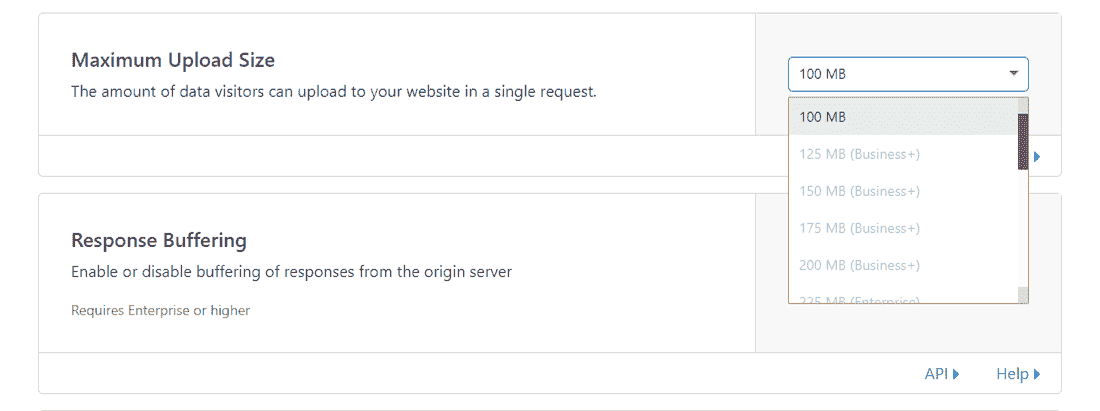 Maximum Upload Size
The amount of data visitors can upload to your website in a single request.
100 MB
100 MB
125 MB (Business+)
150 MB (Business+)
175 MB (Business+)
200 MB (Business+)
225 MB (Enterprise)
Response Buffering
Enable or disable buffering of responses from the origin server
Requires Enterprise or higher
API
Help